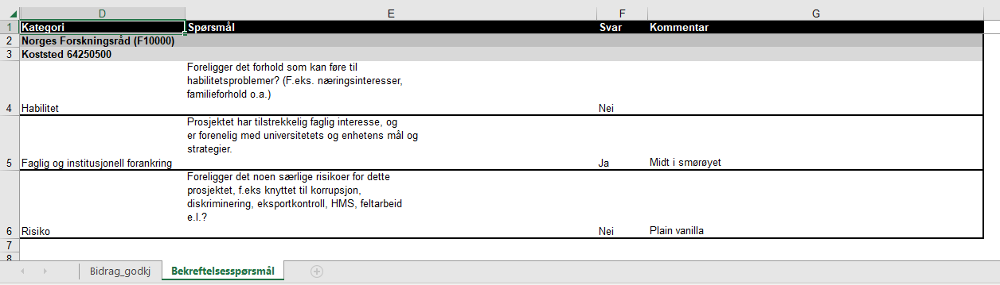 D E F G
1 Kategori Spørsmål Svar Kommentar
2 Norges Forskningsråd (F10000)
3 Koststed 64250500
Foreligger det forhold som kan føre til
habilitetsproblemer? (F.eks. næringsinteresser,
familieforhold o.a.)
4 Habilitet Nei
Prosjektet har tilstrekkelig faglig interesse, og
er forenelig med universitetets og enhetens mål og
strategier.
5 Faglig og institusjonell forankring Ja Midt i smørøyet
Foreligger det noen særlige risikoer for dette
prosjektet, f.eks knyttet til korrupsjon,
diskriminering, eksportkontroll, HMS, feltarbeid
e.l.?
6 Risiko Nei Plain vanilla
7
8
Bidrag_godkj Bekreftelsesspørsmål